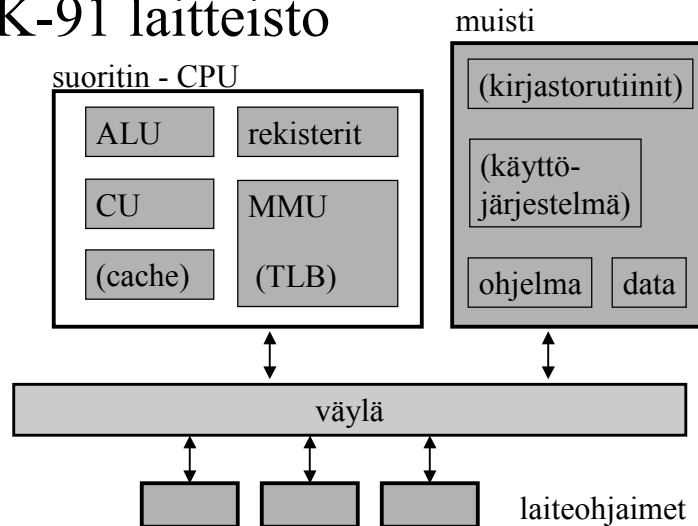 K-91 laitteisto
muisti
suoritin - CPU
(kirjastorutiinit)
ALU
rekisterit
(käyttö-
järjestelmä)
CU
MMU
(cache)
(TLB)
ohjelma
data
väylä
laiteohjaimet